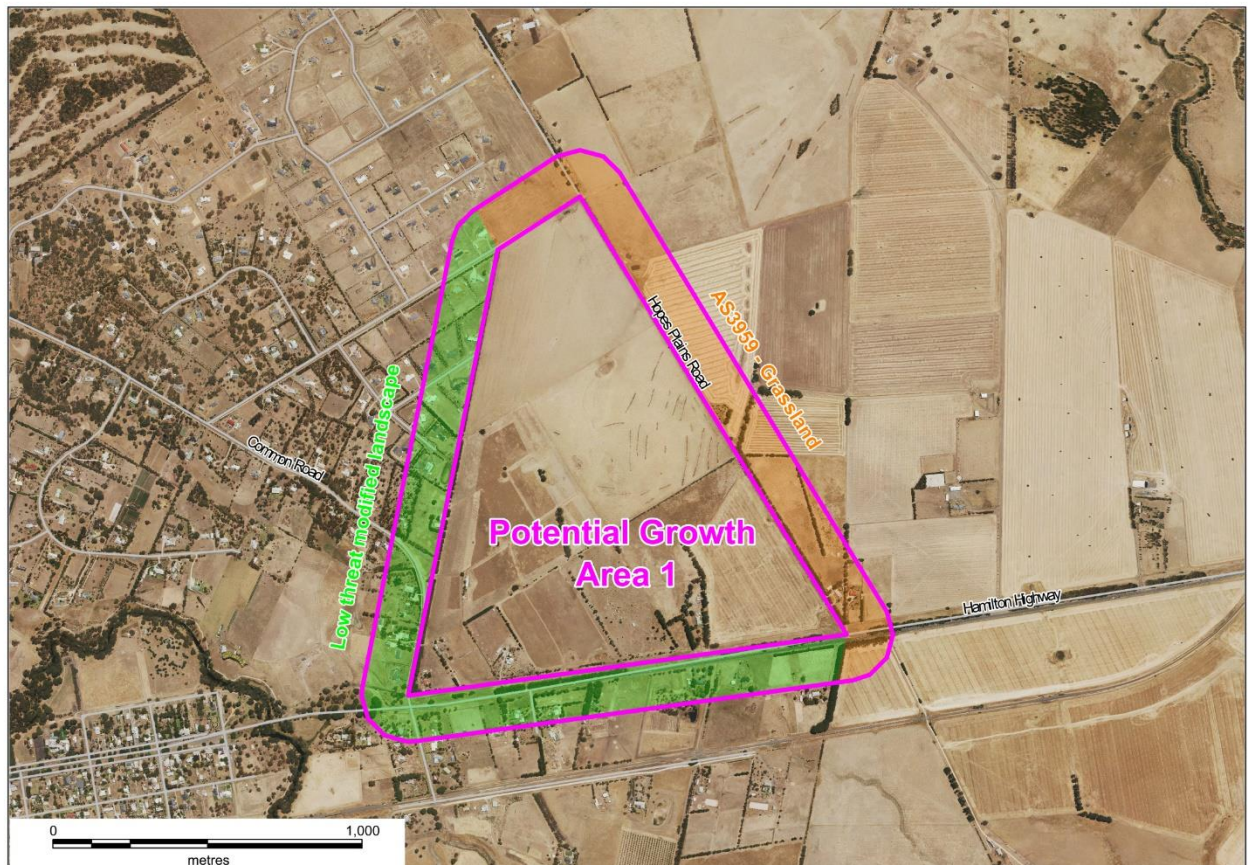 Hopes Plains Road
AS3959 - Grassland
Common Road
Low threat modified landscape
Potential Growth
Area 1
Hamilton Highway
0 1,000
metres